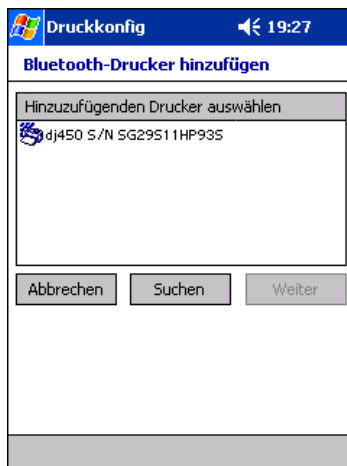 Druckkonfig 19:27
Bluetooth-Drucker hinzufügen
Hinzuzufügenden Drucker auswählen
dj450 S/N SG29S11HP93S
Abbrechen Suchen Weiter